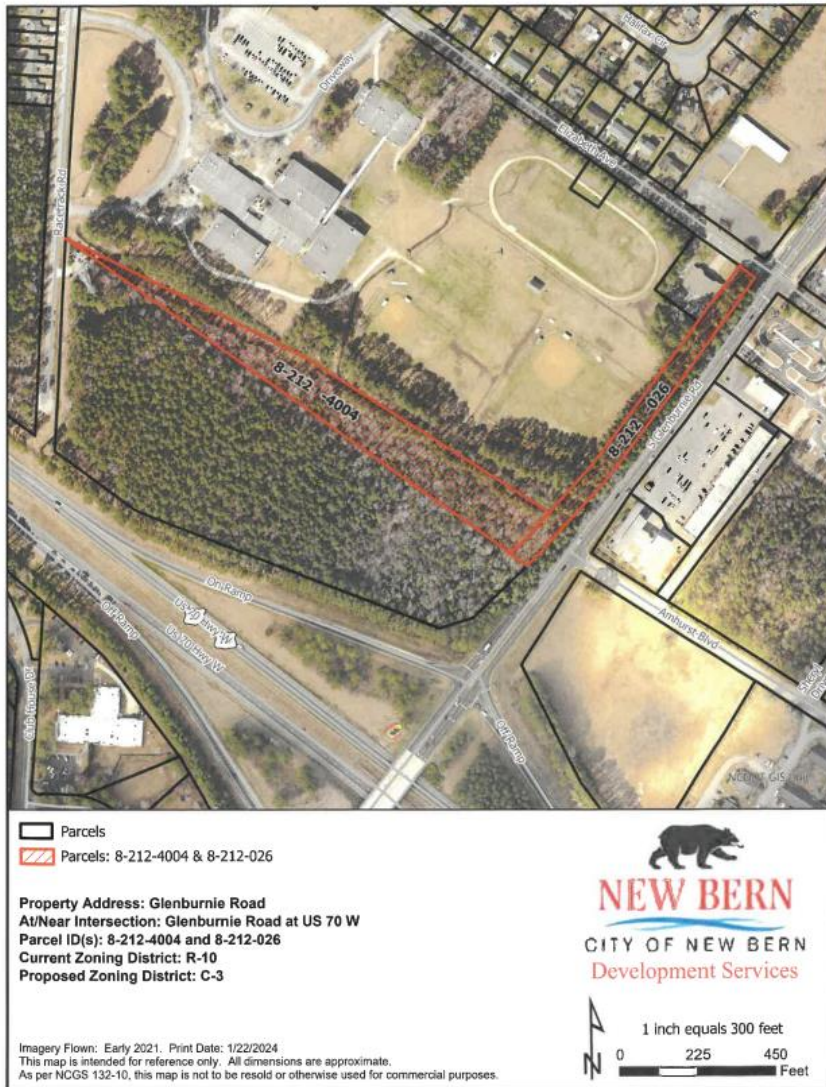 Halifax Cir
Driveway
Elizabeth Ave
Racetrack Rd
8-212 -4004
8-212 -026
S Glenburnie Rd
On Ramp
US 70 Hwy W
US 70 Hwy W
Off Ramp
Amhurst Blvd
Off Ramp
Parcels
Parcels: 8-212-4004 & 8-212-026
Property Address: Glenburnie Road
At/Near Intersection: Glenburnie Road at US 70 W
Parcel ID(s): 8-212-4004 and 8-212-026
Current Zoning District: R-10
Proposed Zoning District: C-3
NEW BERN
CITY OF NEW BERN
Development Services
N
1 inch equals 300 feet
0 225 450
Feet
Imagery Flown: Early 2021. Print Date: 1/22/2024
This map is intended for reference only. All dimensions are approximate.
As per NCGS 132-10, this map is not to be resold or otherwise used for commercial purposes.